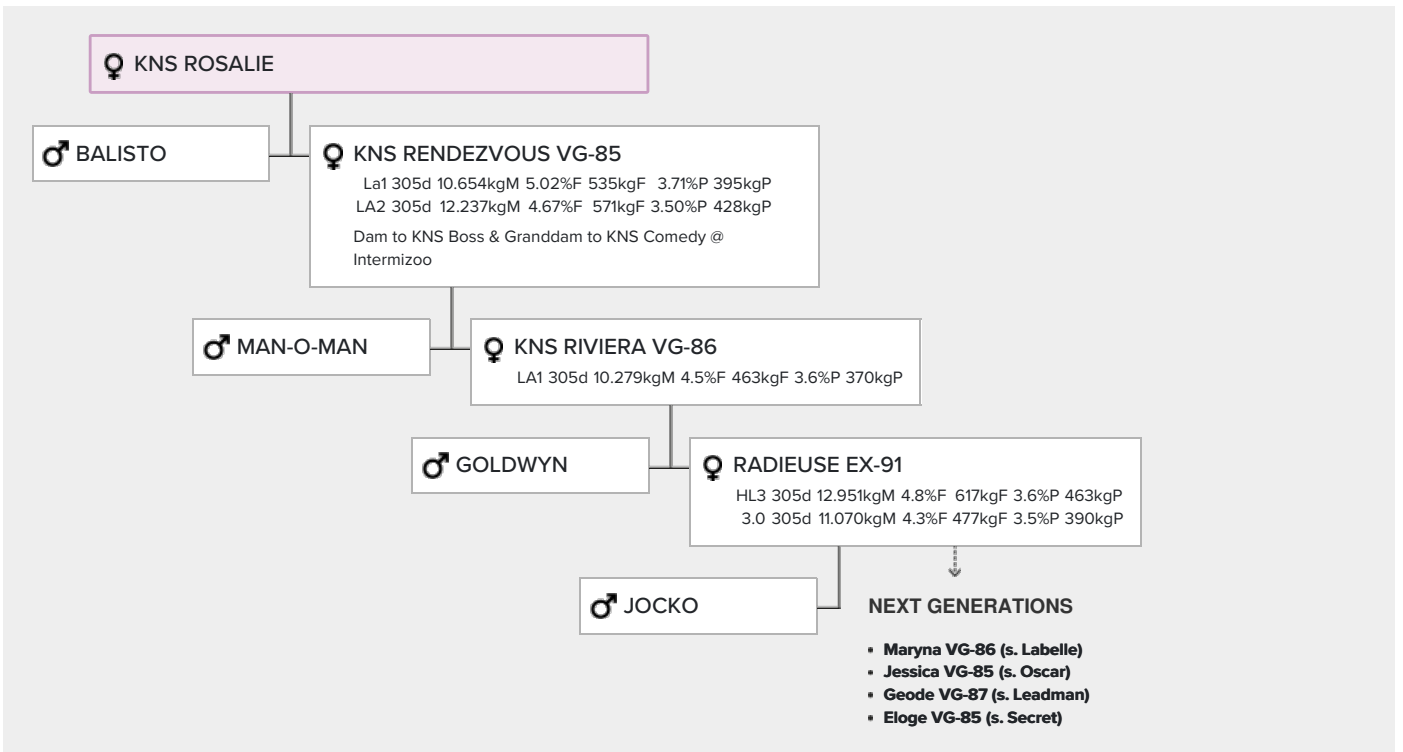 KNS ROSALIE
BALISTO
KNS RENDEZVOUS VG-85
La1 305d 10.654kgM 5.02%F 535kgF 3.71%P 395kgP
LA2 305d 12.237kgM 4.67%F 571kgF 3.50%P 428kgP
Dam to KNS Boss & Granddam to KNS Comedy @
Intermizoo
MAN-O-MAN
KNS RIVIERA VG-86
LA1 305d 10.279kgM 4.5%F 463kgF 3.6%P 370kgP
GOLDWYN
RADIEUSE EX-91
HL3 305d 12.951kgM 4.8%F 617kgF 3.6%P 463kgP
3.0 305d 11.070kgM 4.3%F 477kgF 3.5%P 390kgP
JOCKO
NEXT GENERATIONS
• Maryna VG-86 (s. Labelle)
• Jessica VG-85 (s. Oscar)
• Geode VG-87 (s. Leadman)
• Eloge VG-85 (s. Secret)